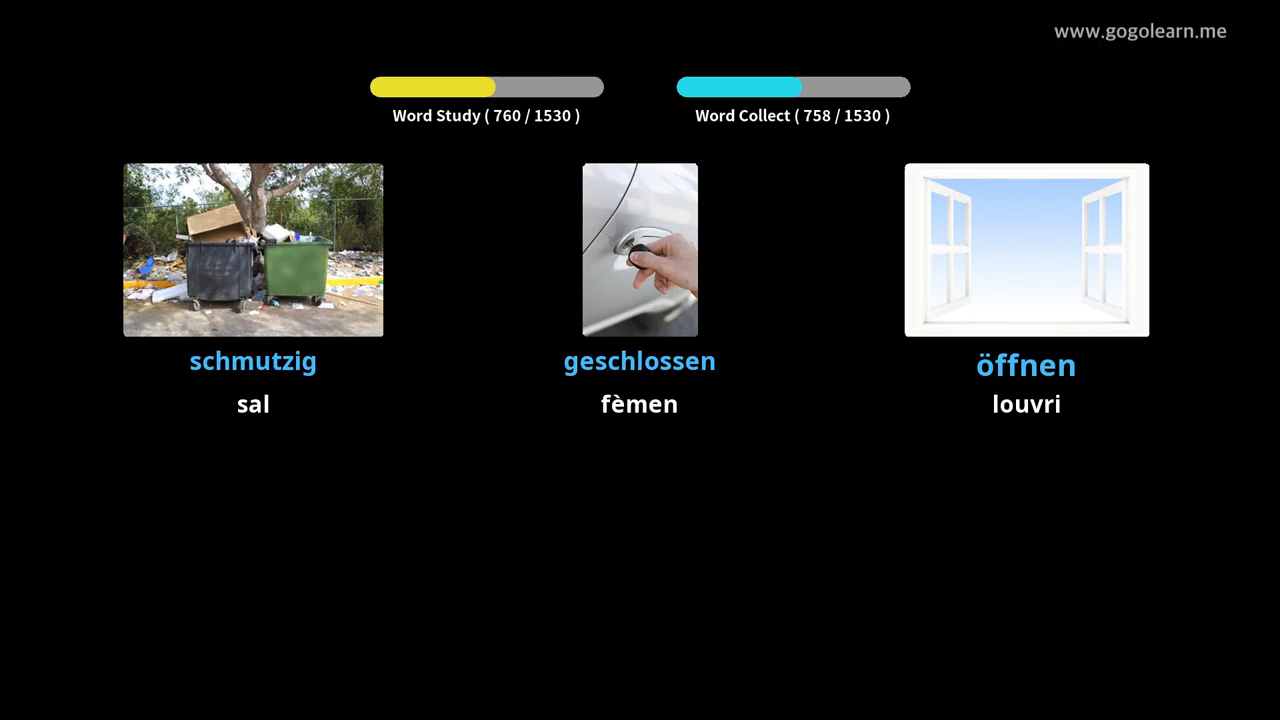 www.gogolearn.me
Word Study ( 760 / 1530 )
Word Collect ( 758 / 1530 )
schmutzig
geschlossen
öffnen
sal
fèmen
louvri